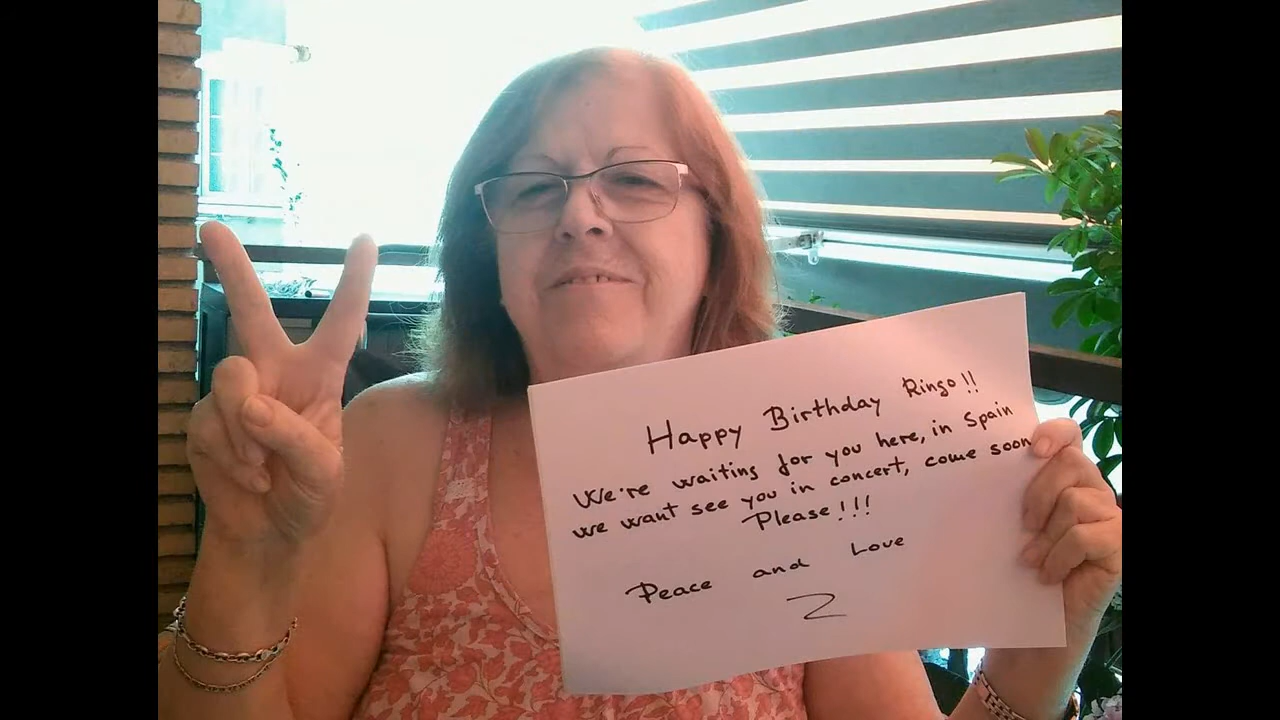 Happy Birthday Ringo!!
We're waiting for you here, in Spain
we want see you in concert, come soon
Please!!!
Peace and Love